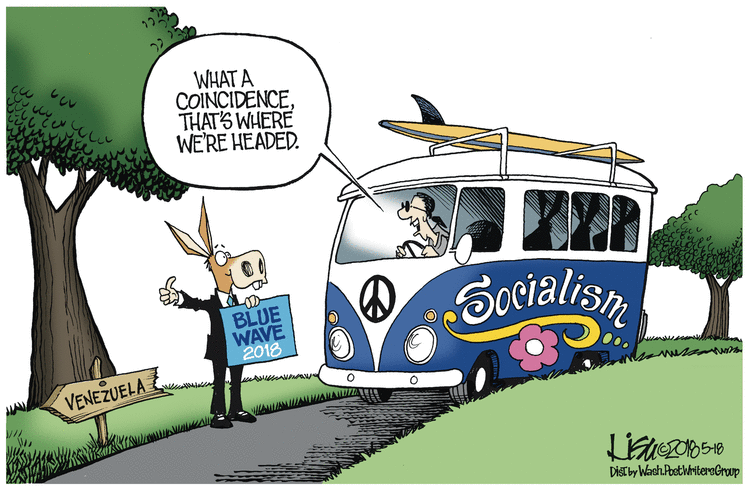 WHAT A
COINCIDENCE,
THAT'S WHERE
WE'RE HEADED.
Socialism
BLUE
WAVE
2018
VENEZUELA
Lisa©2018 5-18
Dist by Wash.Post Writers Group